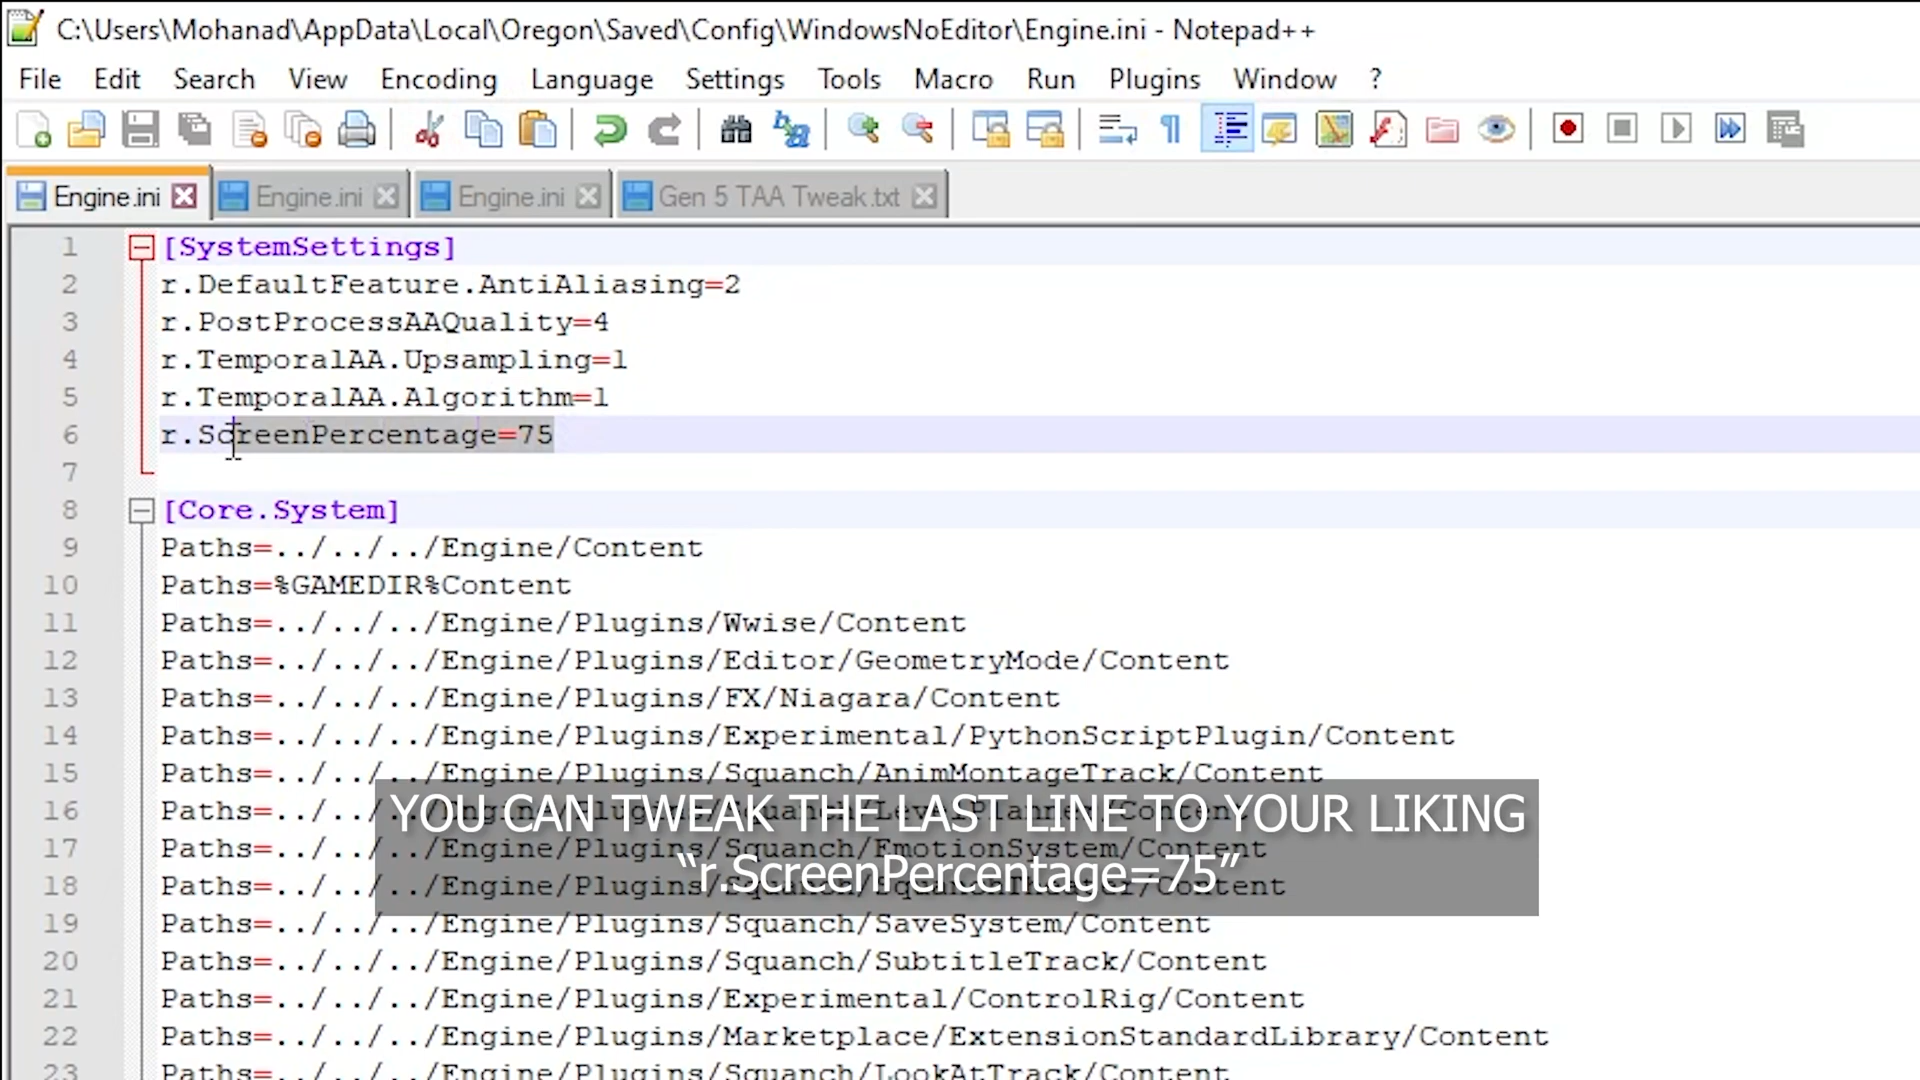 C:\Users\Mohanad\AppData\Local\Oregon\Saved\Config\WindowsNoEditor\Engine.ini - Notepad++
File Edit Search View Encoding Language Settings Tools Macro Run Plugins Window ?
Engine.ini Engine.ini Engine.ini Gen 5 TAA Tweak.txt
1 [SystemSettings]
2 r.DefaultFeature.AntiAliasing=2
3 r.PostProcessAAQuality=4
4 r.TemporalAA.Upsampling=1
5 r.TemporalAA.Algorithm=1
6 r.ScreenPercentage=75
7
8 [Core.System]
9 Paths=../../../Engine/Content
10 Paths=%GAMEDIR%Content
11 Paths=../../../Engine/Plugins/Wwise/Content
12 Paths=../../../Engine/Plugins/Editor/GeometryMode/Content
13 Paths=../../../Engine/Plugins/FX/Niagara/Content
14 Paths=../../../Engine/Plugins/Experimental/PythonScriptPlugin/Content
15 Paths=../../../Engine/Plugins/Squanch/AnimMontageTrack/Content
16 Paths=../../../Engine/Plugins/Squanch/LevelPlanner/Content
17 Paths=../../../Engine/Plugins/Squanch/EmotionSystem/Content
18 Paths=../../../Engine/Plugins/Squanch/SquanchTheater/Content
YOU CAN TWEAK THE LAST LINE TO YOUR LIKING
“r.ScreenPercentage=75”
19 Paths=../../../Engine/Plugins/Squanch/SaveSystem/Content
20 Paths=../../../Engine/Plugins/Squanch/SubtitleTrack/Content
21 Paths=../../../Engine/Plugins/Experimental/ControlRig/Content
22 Paths=../../../Engine/Plugins/Marketplace/ExtensionStandardLibrary/Content
23 Paths=../../../Engine/Plugins/Squanch/LookAtTrack/Content